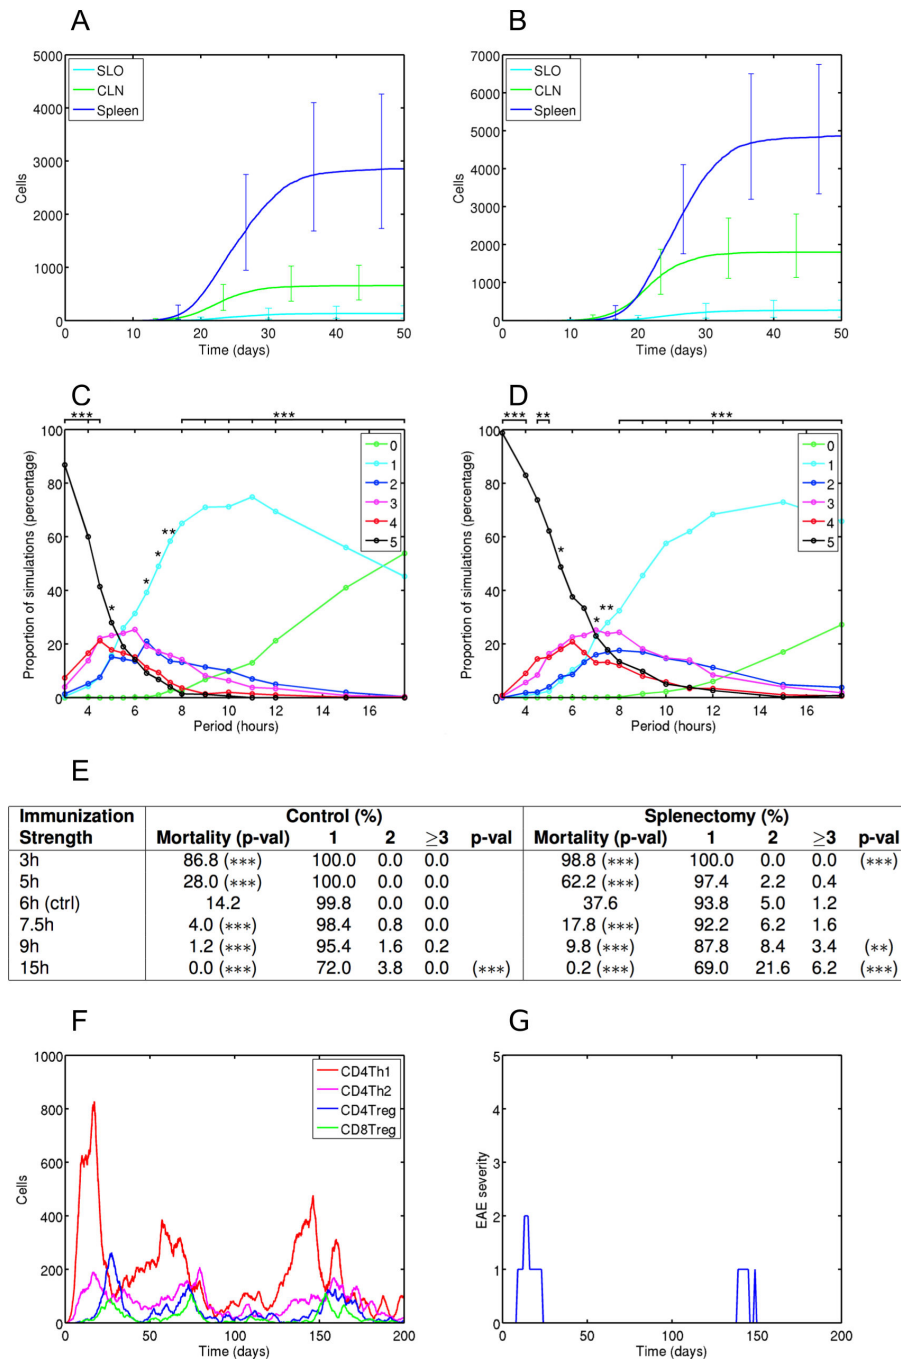 A
B
5000
4000
3000
2000
1000
0
Cells
SLO
CLN
Spleen
0 10 20 30 40 50
Time (days)
7000
6000
5000
4000
3000
2000
1000
0
Cells
SLO
CLN
Spleen
0 10 20 30 40 50
Time (days)
C
D
*** ***
100
80
60
40
20
0
Proportion of simulations (percentage)
0
1
2
3
4
5
* * * **
4 6 8 10 12 14 16
Period (hours)
*** ** ***
100
80
60
40
20
0
Proportion of simulations (percentage)
0
1
2
3
4
5
* * **
4 6 8 10 12 14 16
Period (hours)
E
Immunization Control (%) Splenectomy (%)
Strength Mortality (p-val) 1 2 ≥3 p-val Mortality (p-val) 1 2 ≥3 p-val
3h 86.8 (***) 100.0 0.0 0.0 98.8 (***) 100.0 0.0 0.0 (***)
5h 28.0 (***) 100.0 0.0 0.0 62.2 (***) 97.4 2.2 0.4
6h (ctrl) 14.2 99.8 0.0 0.0 37.6 93.8 5.0 1.2
7.5h 4.0 (***) 98.4 0.8 0.0 17.8 (***) 92.2 6.2 1.6
9h 1.2 (***) 95.4 1.6 0.2 9.8 (***) 87.8 8.4 3.4 (**)
15h 0.0 (***) 72.0 3.8 0.0 (***) 0.2 (***) 69.0 21.6 6.2 (***)
F
G
1000
800
600
400
200
0
Cells
CD4Th1
CD4Th2
CD4Treg
CD8Treg
0 50 100 150 200
Time (days)
5
4
3
2
1
0
EAE severity
0 50 100 150 200
Time (days)